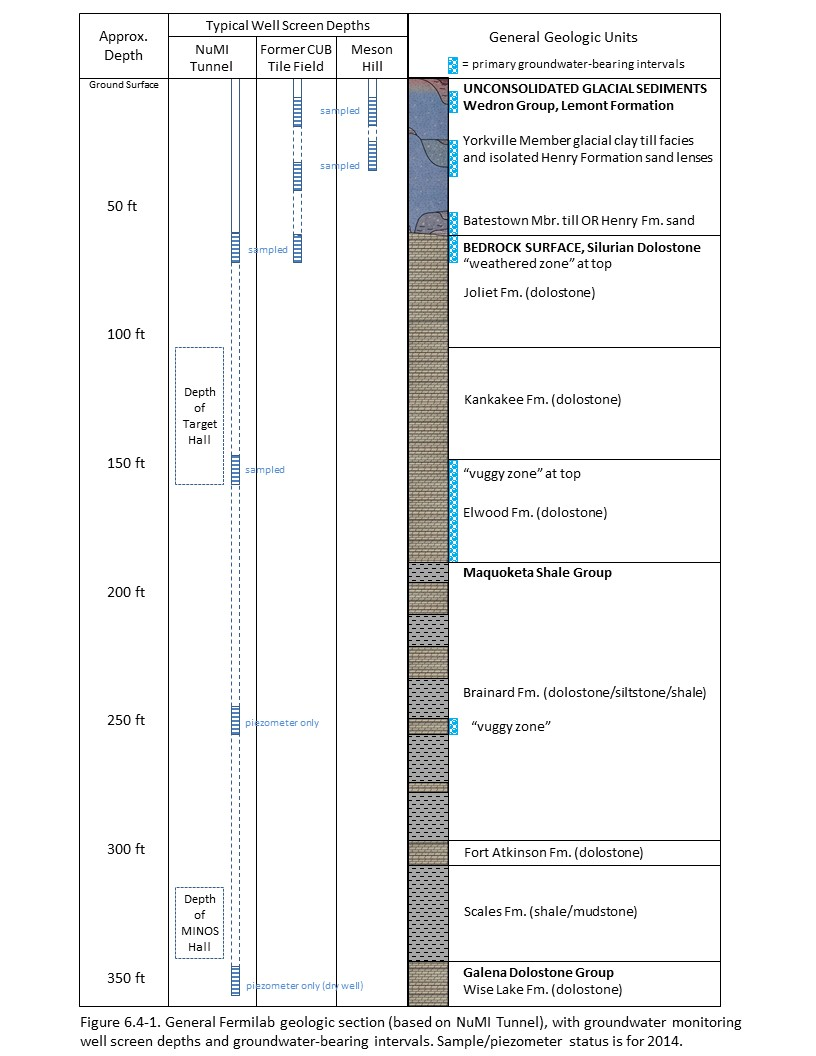 Approx.
Depth
Typical Well Screen Depths
NuMI
Tunnel
Former CUB
Tile Field
Meson
Hill
General Geologic Units
= primary groundwater-bearing intervals
Ground Surface
UNCONSOLIDATED GLACIAL SEDIMENTS
Wedron Group, Lemont Formation
sampled
Yorkville Member glacial clay till facies
and isolated Henry Formation sand lenses
sampled
50 ft
Batestown Mbr. till OR Henry Fm. sand
sampled
BEDROCK SURFACE, Silurian Dolostone
“weathered zone” at top
Joliet Fm. (dolostone)
100 ft
Depth
of
Target
Hall
Kankakee Fm. (dolostone)
150 ft
sampled
“vuggy zone” at top
Elwood Fm. (dolostone)
Maquoketa Shale Group
200 ft
Brainard Fm. (dolostone/siltstone/shale)
250 ft
piezometer only
“vuggy zone”
300 ft
Fort Atkinson Fm. (dolostone)
Depth
of
MINOS
Hall
Scales Fm. (shale/mudstone)
350 ft
piezometer only (dry well)
Galena Dolostone Group
Wise Lake Fm. (dolostone)
Figure 6.4-1. General Fermilab geologic section (based on NuMI Tunnel), with groundwater monitoring
well screen depths and groundwater-bearing intervals. Sample/piezometer status is for 2014.